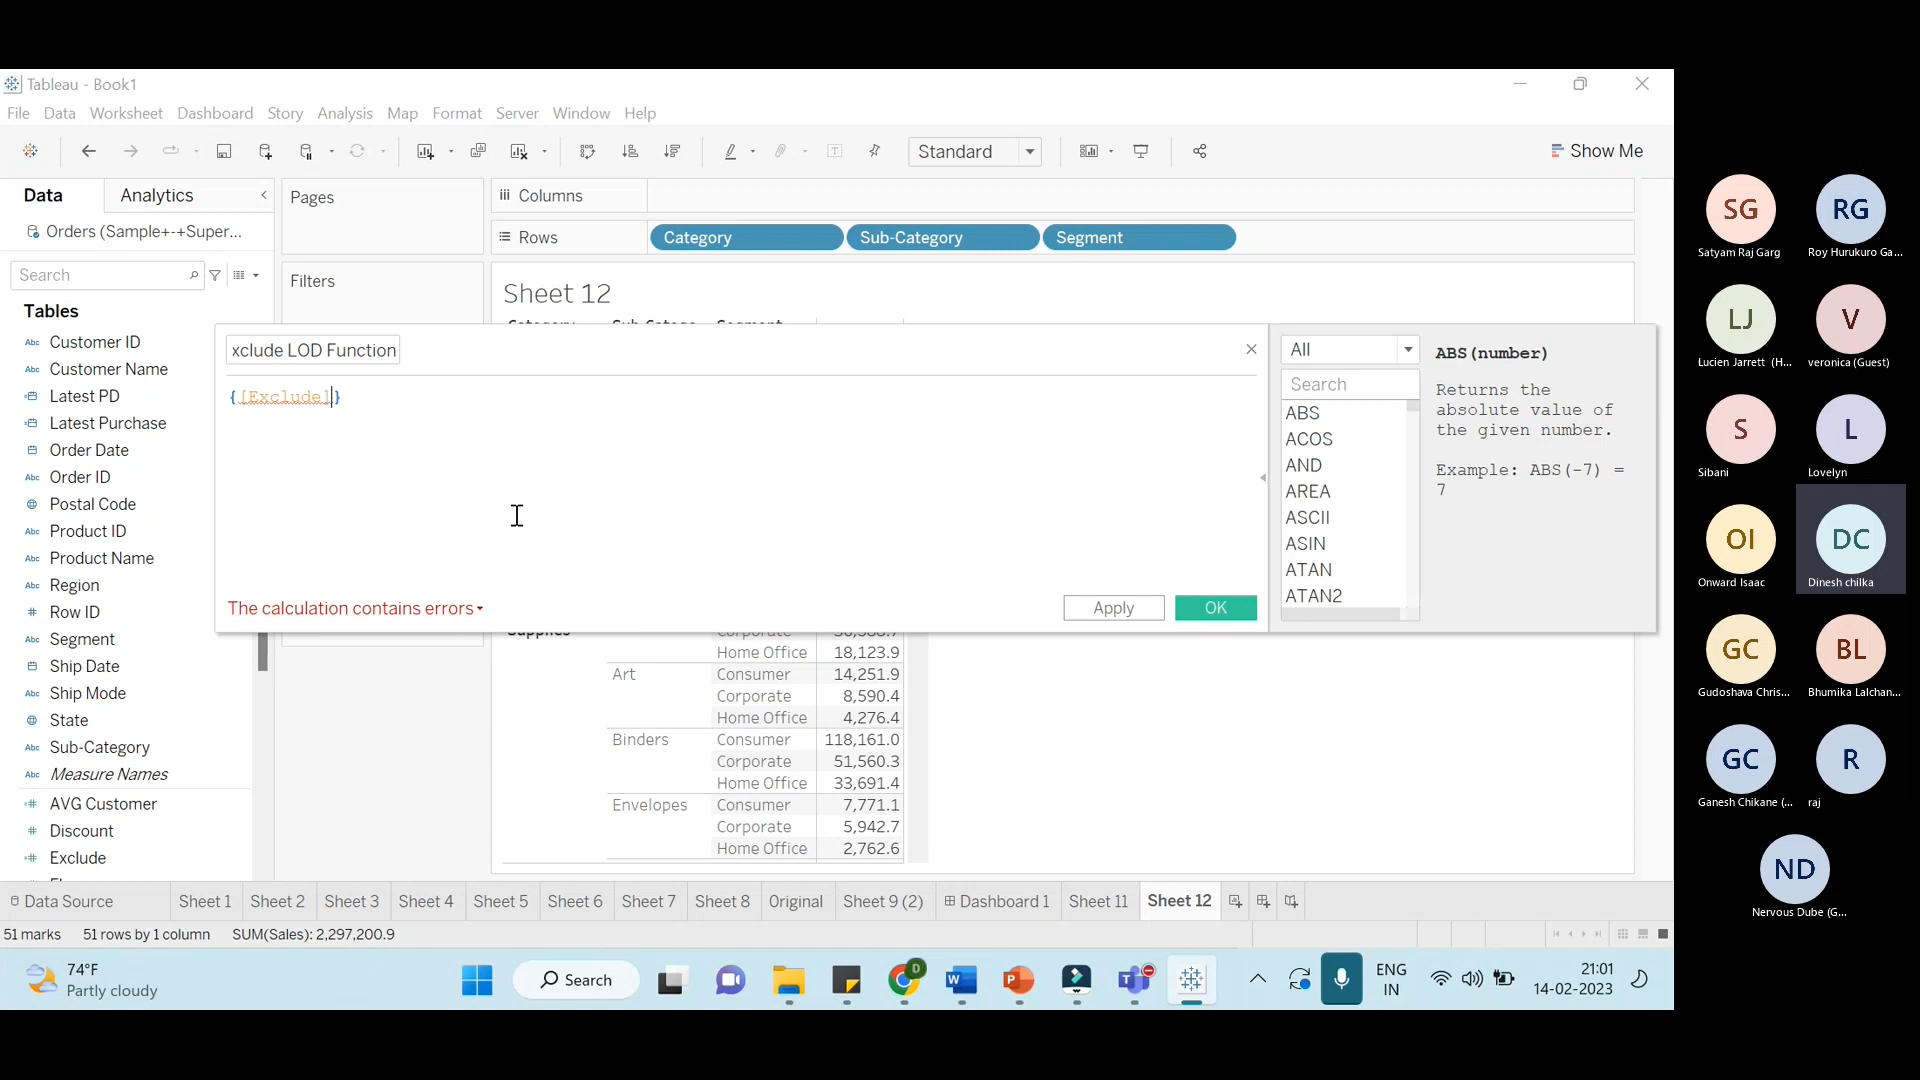 Tableau - Book1
File Data Worksheet Dashboard Story Analysis Map Format Server Window Help
Standard
Show Me
Data Analytics
Pages
Columns
Orders (Sample+-+Super...
Rows Category Sub-Category Segment
Search
Filters
Sheet 12
Tables
Customer ID
Customer Name
Latest PD
Latest Purchase
Order Date
Order ID
Postal Code
Product ID
Product Name
Region
Row ID
Segment
Ship Date
Ship Mode
State
Sub-Category
Measure Names
AVG Customer
Discount
Exclude
xclude LOD Function
{[Exclude]}
The calculation contains errors
Apply OK
All
Search
ABS
ACOS
AND
AREA
ASCII
ASIN
ATAN
ATAN2
ABS(number)
Returns the
absolute value of
the given number.
Example: ABS(-7) =
7
Home Office 18,123.9
Art Consumer 14,251.9
Corporate 8,590.4
Home Office 4,276.4
Binders Consumer 118,161.0
Corporate 51,560.3
Home Office 33,691.4
Envelopes Consumer 7,771.1
Corporate 5,942.7
Home Office 2,762.6
Data Source Sheet 1 Sheet 2 Sheet 3 Sheet 4 Sheet 5 Sheet 6 Sheet 7 Sheet 8 Original Sheet 9 (2) Dashboard 1 Sheet 11 Sheet 12
51 marks 51 rows by 1 column SUM(Sales): 2,297,200.9
74°F
Partly cloudy
Search
ENG
IN
21:01
14-02-2023
SG
Satyam Raj Garg
RG
Roy Hurukuro Ga...
LJ
Lucien Jarrett (H...
V
veronica (Guest)
S
Sibani
L
Lovelyn
OI
Onward Isaac
DC
Dinesh chilka
GC
Gudoshava Chris...
BL
Bhumika Lalchan...
GC
Ganesh Chikane (...
R
raj
ND
Nervous Dube (G...